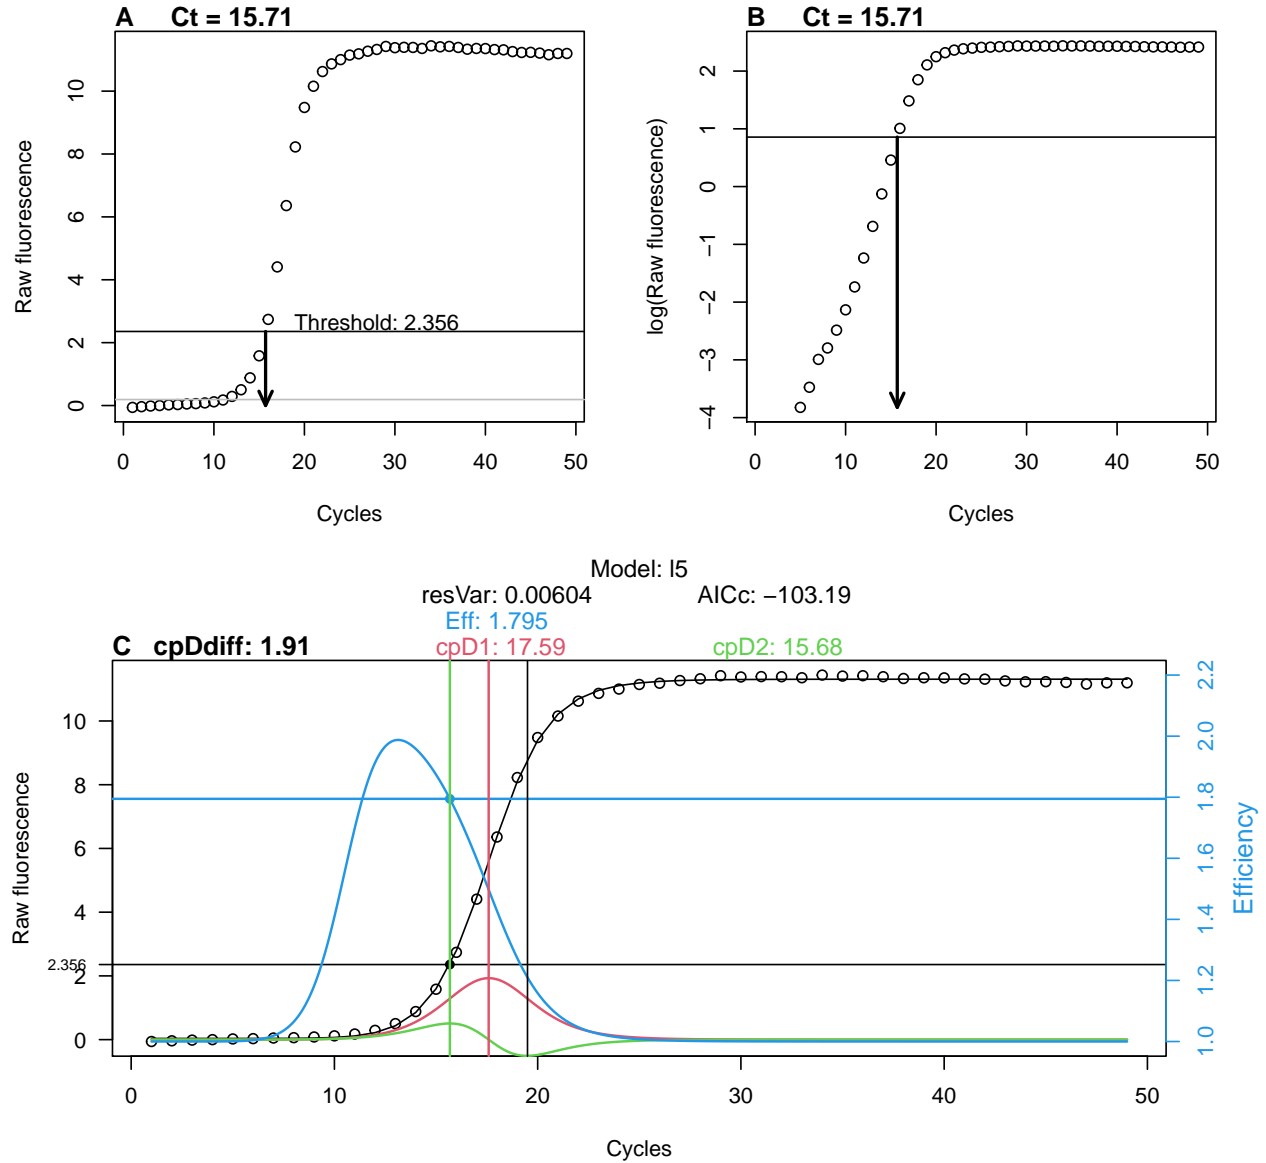 A Ct = 15.71
Raw fluorescence
0 2 4 6 8 10
Threshold: 2.356
0 10 20 30 40 50
Cycles
B Ct = 15.71
log(Raw fluorescence)
−4 −3 −2 −1 0 1 2
0 10 20 30 40 50
Cycles
Model: l5
resVar: 0.00604 AICc: −103.19
Eff: 1.795
C cpDdiff: 1.91 cpD1: 17.59 cpD2: 15.68
Raw fluorescence
0 2 4 6 8 10
2.356
1.0 1.2 1.4 1.6 1.8 2.0 2.2
Efficiency
0 10 20 30 40 50
Cycles